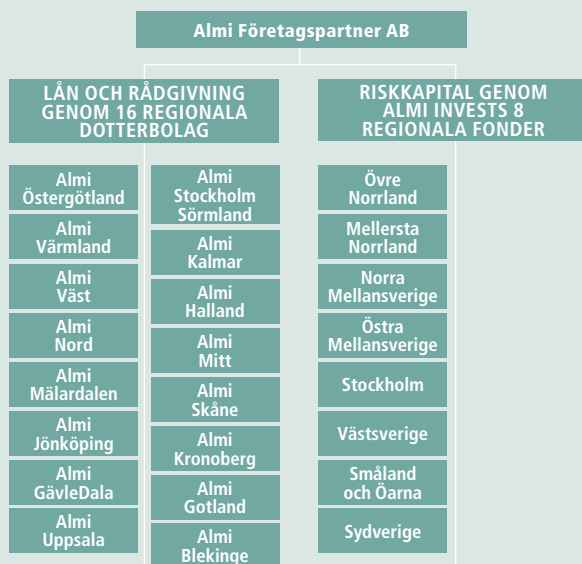 Almi Företagspartner AB
LÅN OCH RÅDGIVNING
GENOM 16 REGIONALA
DOTTERBOLAG
Almi
Östergötland
Almi
Värmland
Almi
Väst
Almi
Nord
Almi
Mälardalen
Almi
Jönköping
Almi
GävleDala
Almi
Uppsala
Almi
Stockholm
Sörmland
Almi
Kalmar
Almi
Halland
Almi
Mitt
Almi
Skåne
Almi
Kronoberg
Almi
Gotland
Almi
Blekinge
RISKKAPITAL GENOM
ALMI INVESTS 8
REGIONALA FONDER
Övre
Norrland
Mellersta
Norrland
Norra
Mellansverige
Östra
Mellansverige
Stockholm
Västsverige
Småland
och Öarna
Sydverige